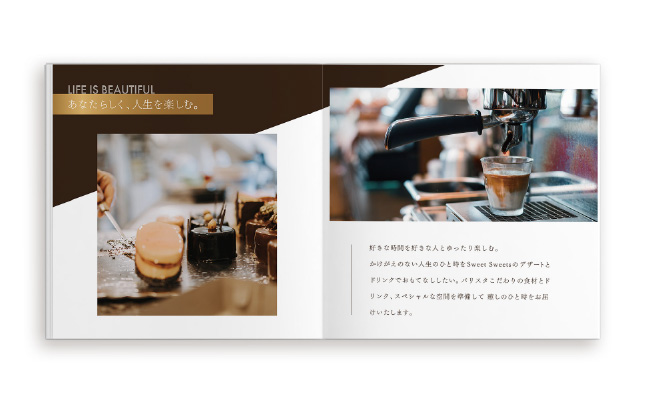 LIFE IS BEAUTIFUL
あなたらしく、人生を楽しむ。
好きな時間を好きな人とゆったり楽しむ。
かけがえのない人生のひと時をSweet Sweetsのデザートと
ドリンクでおもてなししたい。バリスタこだわりの食材とド
リンク、スペシャルな空間を準備して 癒しのひと時をお届
けいたします。